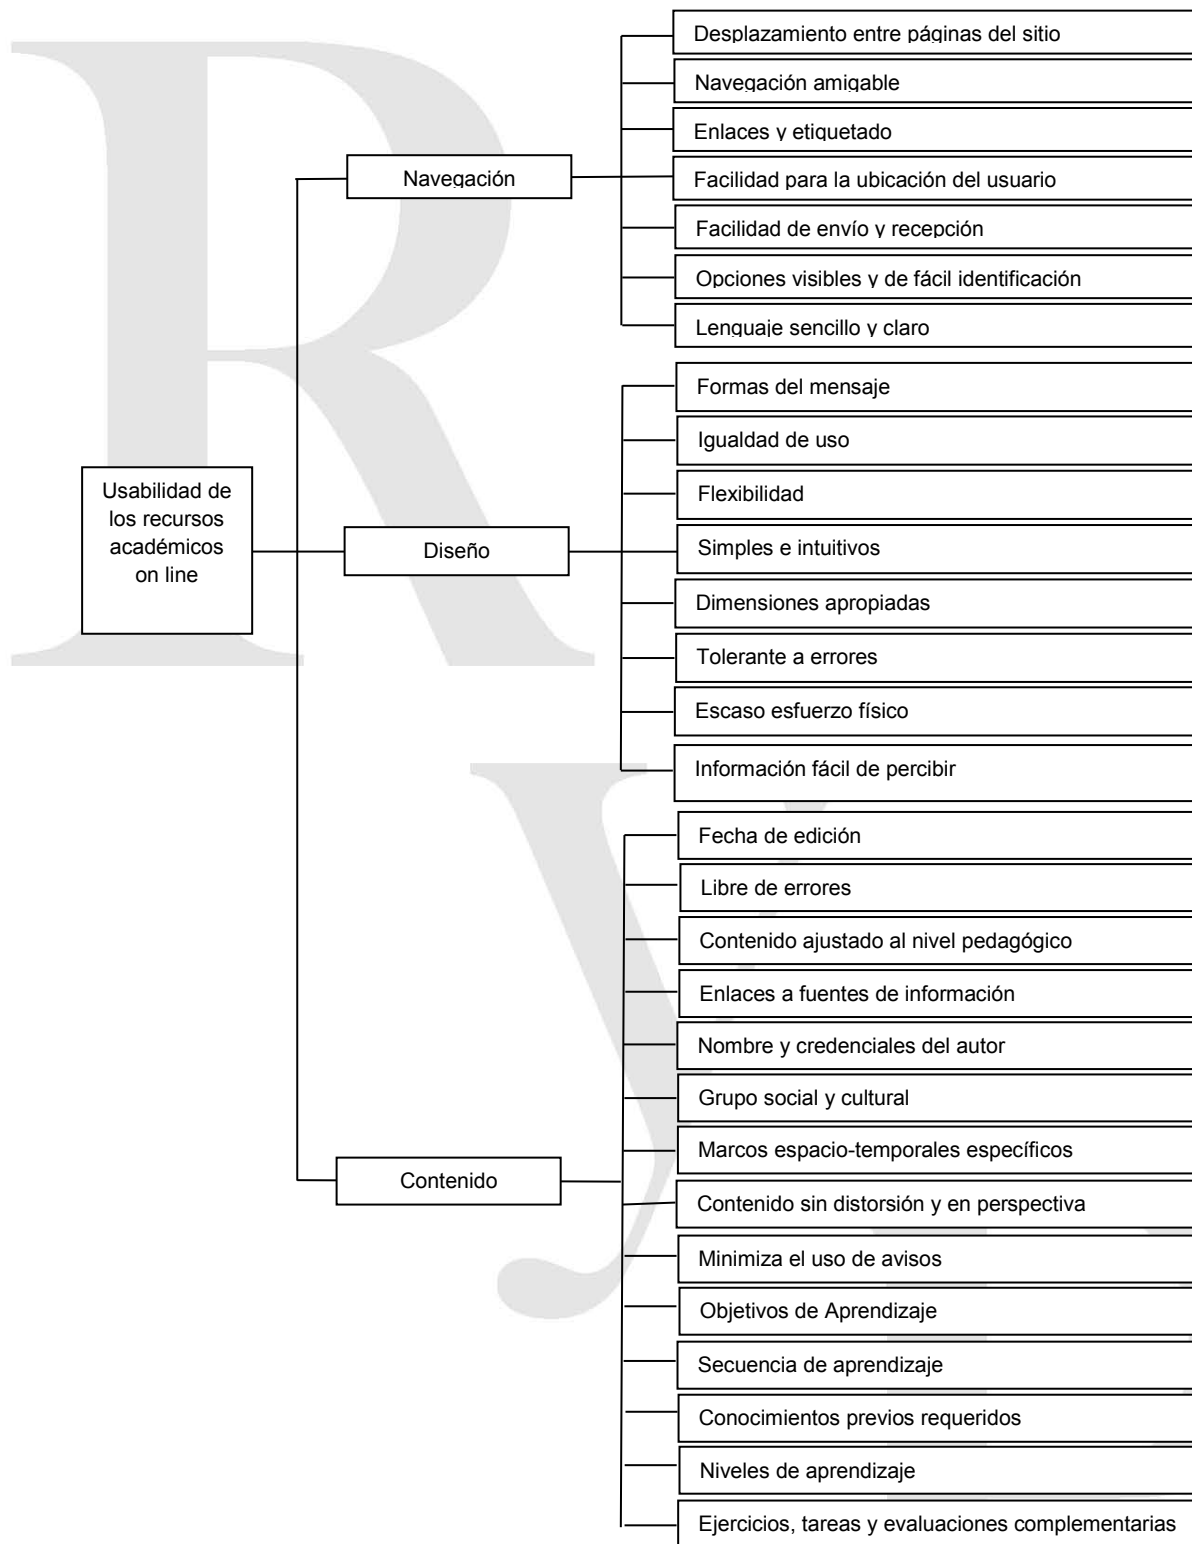 Usabilidad de
los recursos
académicos
on line
Navegación
Desplazamiento entre páginas del sitio
Navegación amigable
Enlaces y etiquetado
Facilidad para la ubicación del usuario
Facilidad de envío y recepción
Opciones visibles y de fácil identificación
Lenguaje sencillo y claro
Diseño
Formas del mensaje
Igualdad de uso
Flexibilidad
Simples e intuitivos
Dimensiones apropiadas
Tolerante a errores
Escaso esfuerzo físico
Información fácil de percibir
Contenido
Fecha de edición
Libre de errores
Contenido ajustado al nivel pedagógico
Enlaces a fuentes de información
Nombre y credenciales del autor
Grupo social y cultural
Marcos espacio-temporales específicos
Contenido sin distorsión y en perspectiva
Minimiza el uso de avisos
Objetivos de Aprendizaje
Secuencia de aprendizaje
Conocimientos previos requeridos
Niveles de aprendizaje
Ejercicios, tareas y evaluaciones complementarias